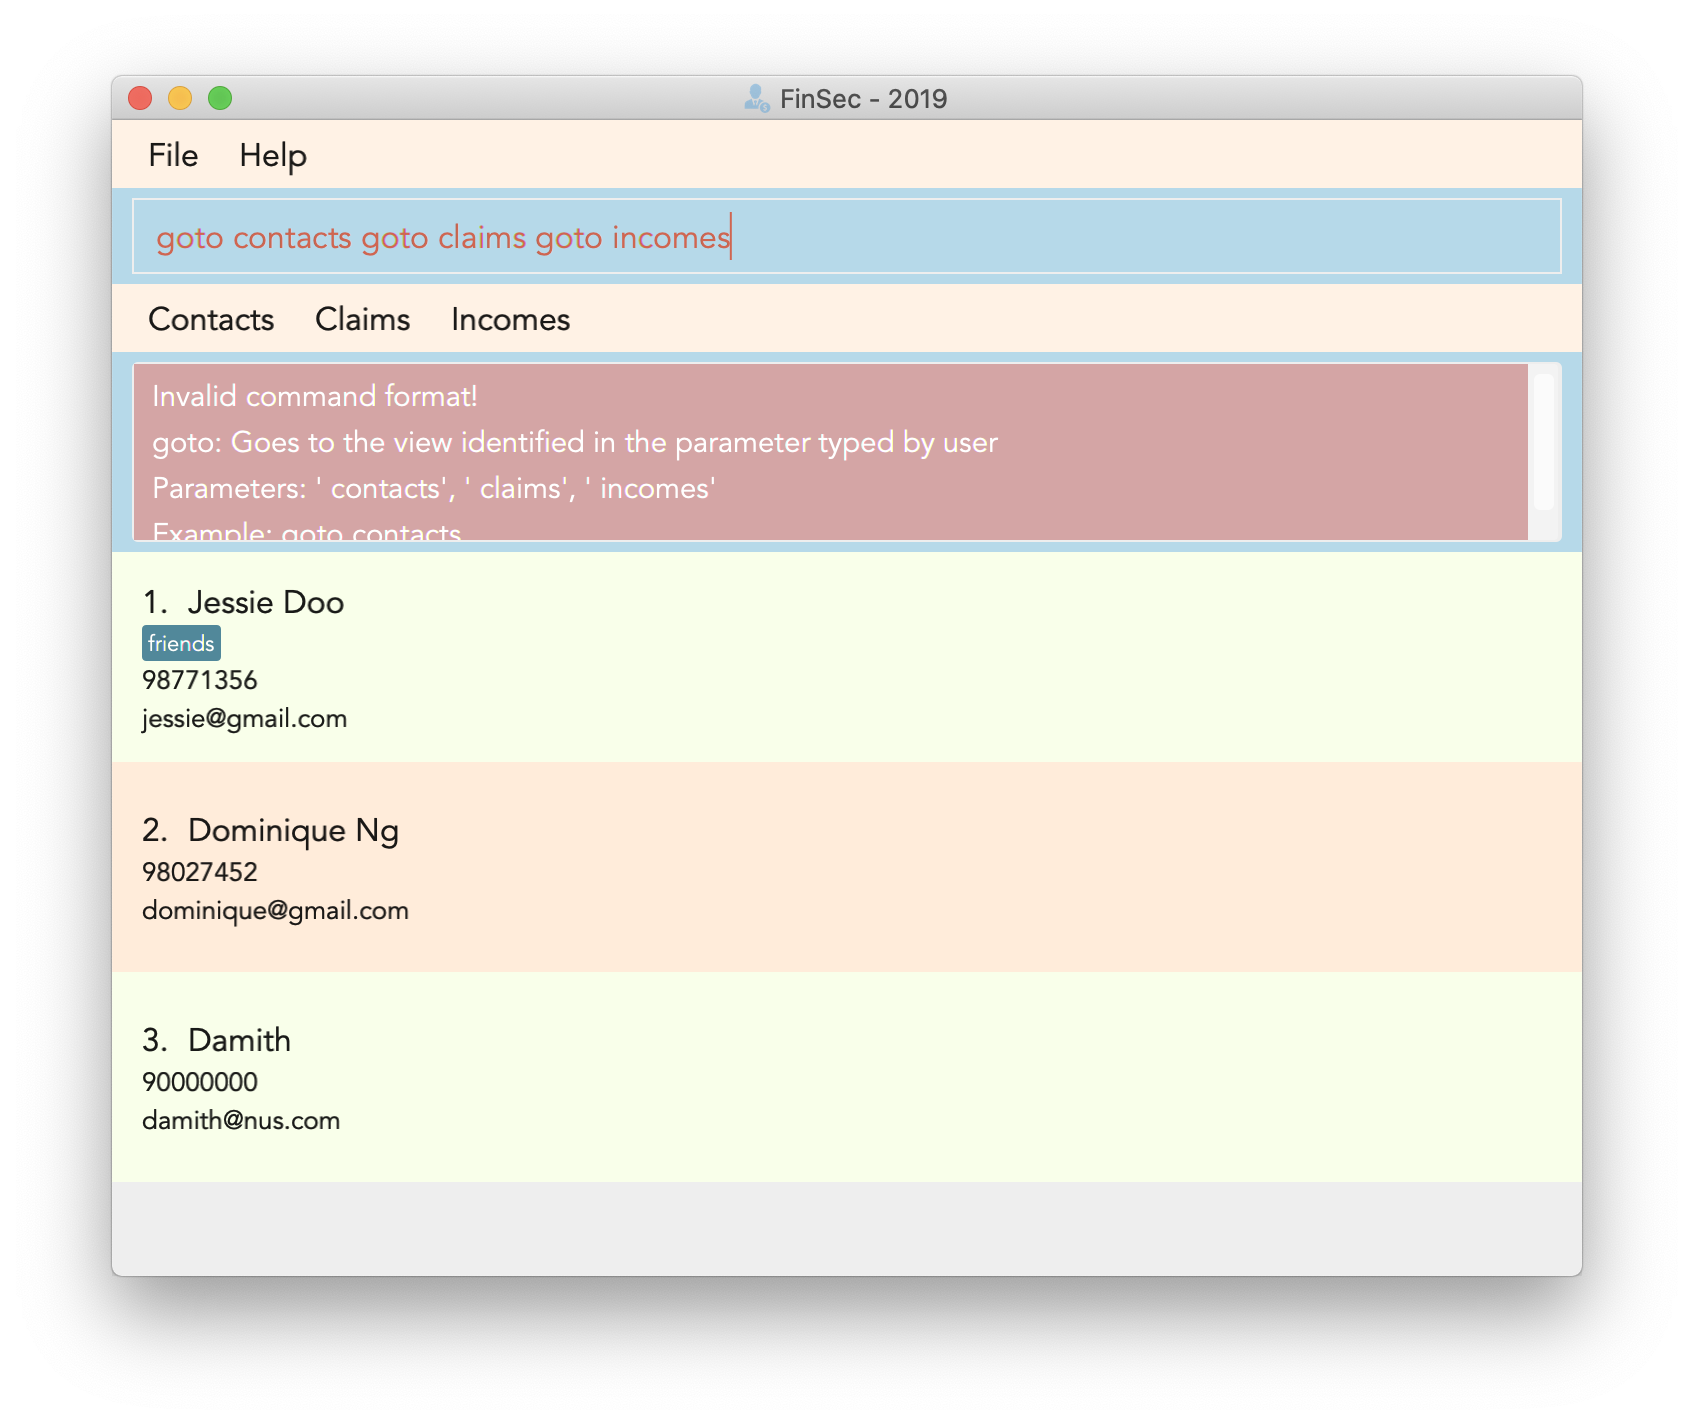 FinSec - 2019
File Help
goto contacts goto claims goto incomes
Contacts Claims Incomes
Invalid command format!
goto: Goes to the view identified in the parameter typed by user
Parameters: ' contacts', ' claims', ' incomes'
Example: goto contacts
1. Jessie Doo
friends
98771356
jessie@gmail.com
2. Dominique Ng
98027452
dominique@gmail.com
3. Damith
90000000
damith@nus.com